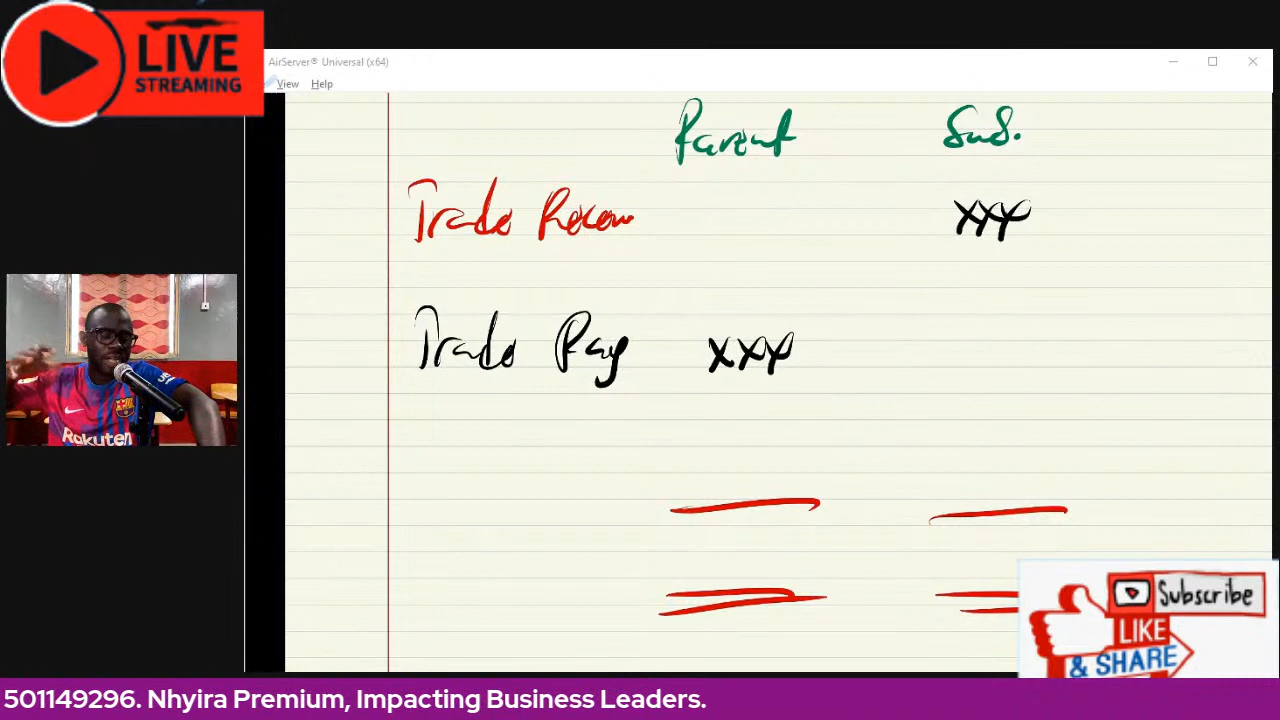 LIVE
STREAMING
AirServer® Universal (x64)
View Help
Parent Sub.
Trade xxx
Trade Pay xxx
Rakuten
Subscribe
LIKE
& SHARE
501149296. Nhyira Premium, Impacting Business Leaders.